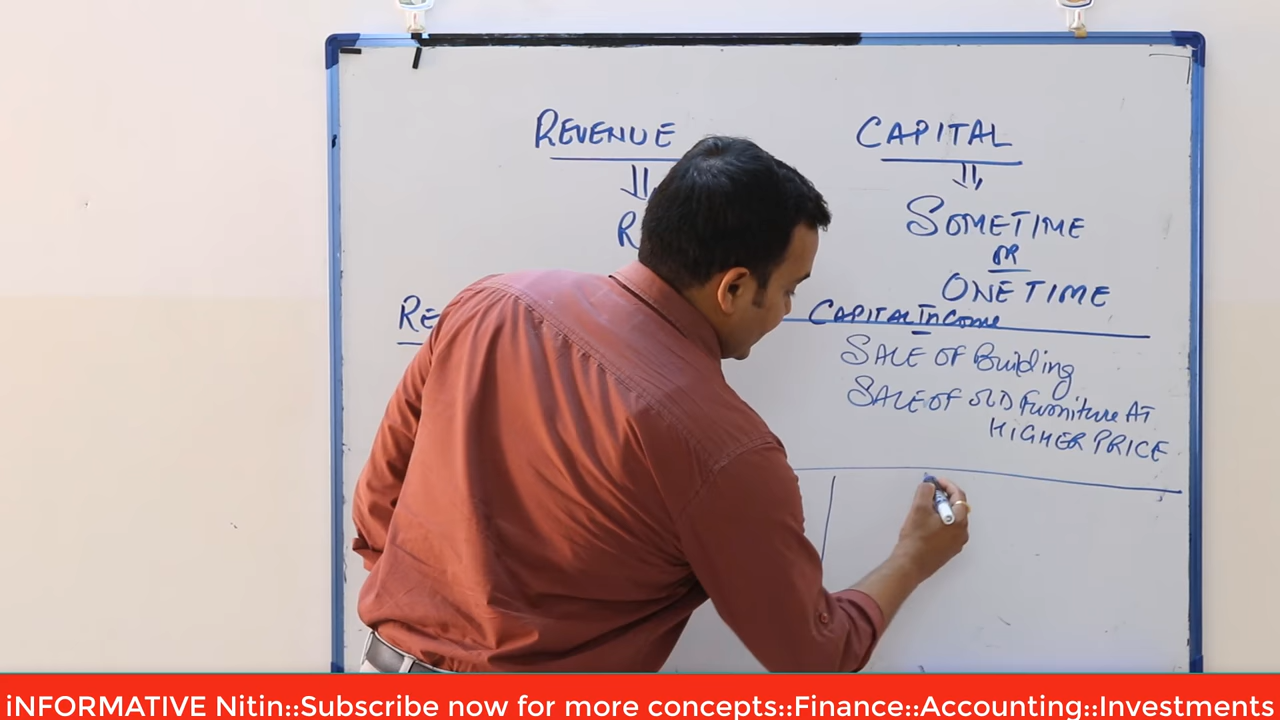 REVENUE
CAPITAL
SOMETIME
OR
ONE TIME
CAPITAL InCome
SALE OF Building
SALE OF OLD Furniture AT
HIGHER PRICE
iNFORMATIVE Nitin::Subscribe now for more concepts::Finance::Accounting::Investments